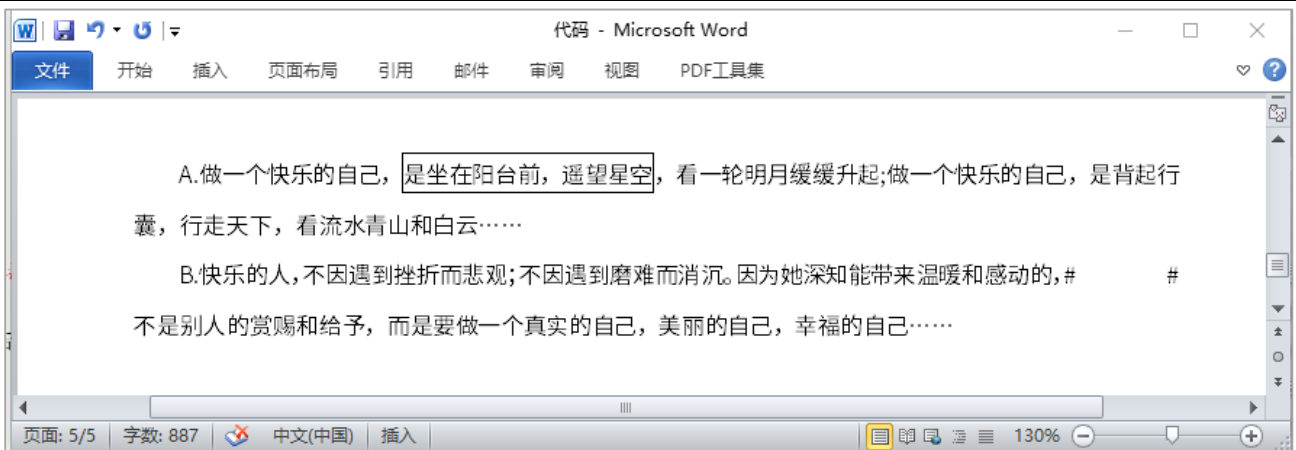 代码 - Microsoft Word
文件 开始 插入 页面布局 引用 邮件 审阅 视图 PDF工具集
A.做一个快乐的自己，是坐在阳台前，遥望星空，看一轮明月缓缓升起;做一个快乐的自己，是背起行
囊，行走天下，看流水青山和白云……
B.快乐的人，不因遇到挫折而悲观；不因遇到磨难而消沉。因为她深知能带来温暖和感动的，# #
不是别人的赏赐和给予，而是要做一个真实的自己，美丽的自己，幸福的自己……
页面: 5/5 字数: 887 中文(中国) 插入 130%